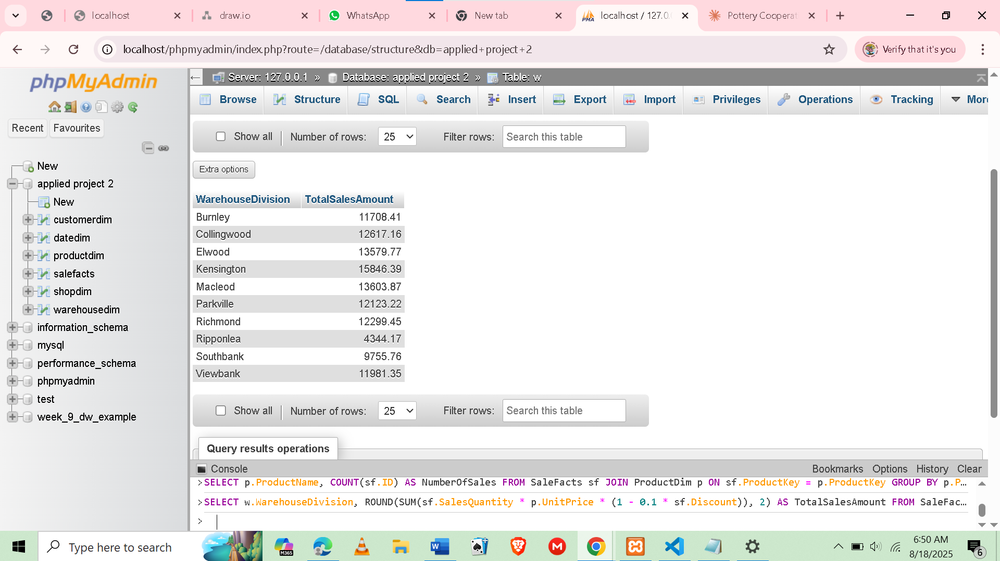 localhost
draw.io
WhatsApp
New tab
localhost / 127.0.
Pottery Cooperat
localhost/phpmyadmin/index.php?route=/database/structure&db=applied+project+2
Verify that it's you
phpMyAdmin
Recent
Favourites
New
applied project 2
New
customerdim
datedim
productdim
salefacts
shopdim
warehousedim
information_schema
mysql
performance_schema
phpmyadmin
test
week_9_dw_example
Server: 127.0.0.1 » Database: applied project 2 » Table: w
Browse Structure SQL Search Insert Export Import Privileges Operations Tracking More
Show all Number of rows: 25 Filter rows: Search this table
Extra options
WarehouseDivision TotalSalesAmount
Burnley 11708.41
Collingwood 12617.16
Elwood 13579.77
Kensington 15846.39
Macleod 13603.87
Parkville 12123.22
Richmond 12299.45
Ripponlea 4344.17
Southbank 9755.76
Viewbank 11981.35
Show all Number of rows: 25 Filter rows: Search this table
Query results operations
Console Bookmarks Options History Clear
>SELECT p.ProductName, COUNT(sf.ID) AS NumberOfSales FROM SaleFacts sf JOIN ProductDim p ON sf.ProductKey = p.ProductKey GROUP BY p.P...
>SELECT w.WarehouseDivision, ROUND(SUM(sf.SalesQuantity * p.UnitPrice * (1 - 0.1 * sf.Discount)), 2) AS TotalSalesAmount FROM SaleFac...
>
Type here to search
M365
6:50 AM
8/18/2025
6